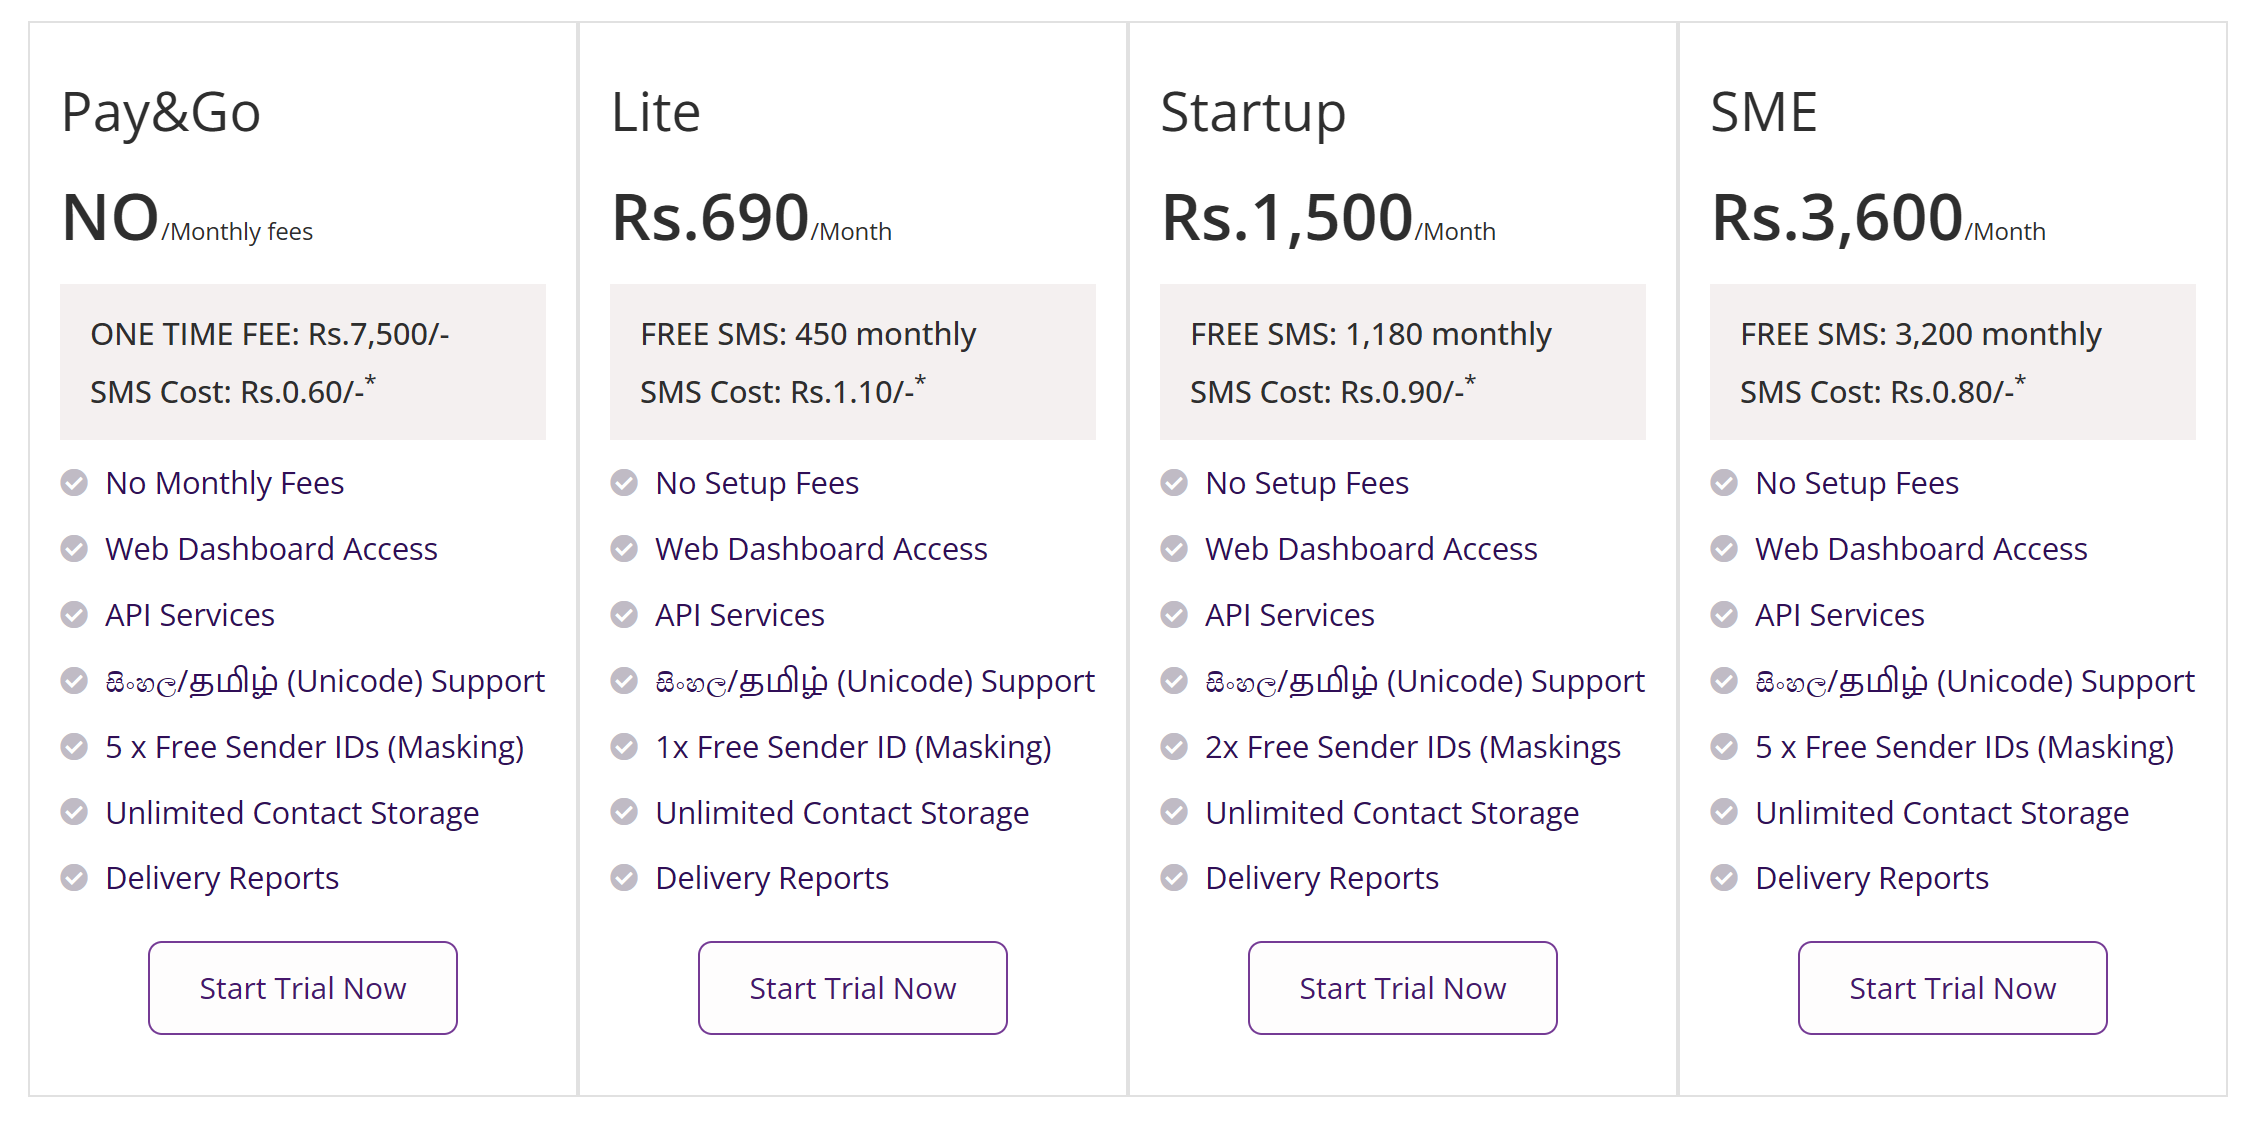 Pay&Go
NO/Monthly fees
ONE TIME FEE: Rs.7,500/-
SMS Cost: Rs.0.60/-*
No Monthly Fees
Web Dashboard Access
API Services
සිංහල/தமிழ் (Unicode) Support
5 x Free Sender IDs (Masking)
Unlimited Contact Storage
Delivery Reports
Start Trial Now
Lite
Rs.690/Month
FREE SMS: 450 monthly
SMS Cost: Rs.1.10/-*
No Setup Fees
Web Dashboard Access
API Services
සිංහල/தமிழ் (Unicode) Support
1x Free Sender ID (Masking)
Unlimited Contact Storage
Delivery Reports
Start Trial Now
Startup
Rs.1,500/Month
FREE SMS: 1,180 monthly
SMS Cost: Rs.0.90/-*
No Setup Fees
Web Dashboard Access
API Services
සිංහල/தமிழ் (Unicode) Support
2x Free Sender IDs (Maskings
Unlimited Contact Storage
Delivery Reports
Start Trial Now
SME
Rs.3,600/Month
FREE SMS: 3,200 monthly
SMS Cost: Rs.0.80/-*
No Setup Fees
Web Dashboard Access
API Services
සිංහල/தமிழ் (Unicode) Support
5 x Free Sender IDs (Masking)
Unlimited Contact Storage
Delivery Reports
Start Trial Now